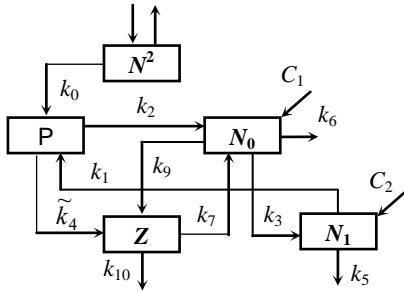 N²
k₀
C₁
k₂
P
N₀
k₆
k₁
k₉
C₂
k̃₄
Z
k₇
k₃
N₁
k₁₀
k₅